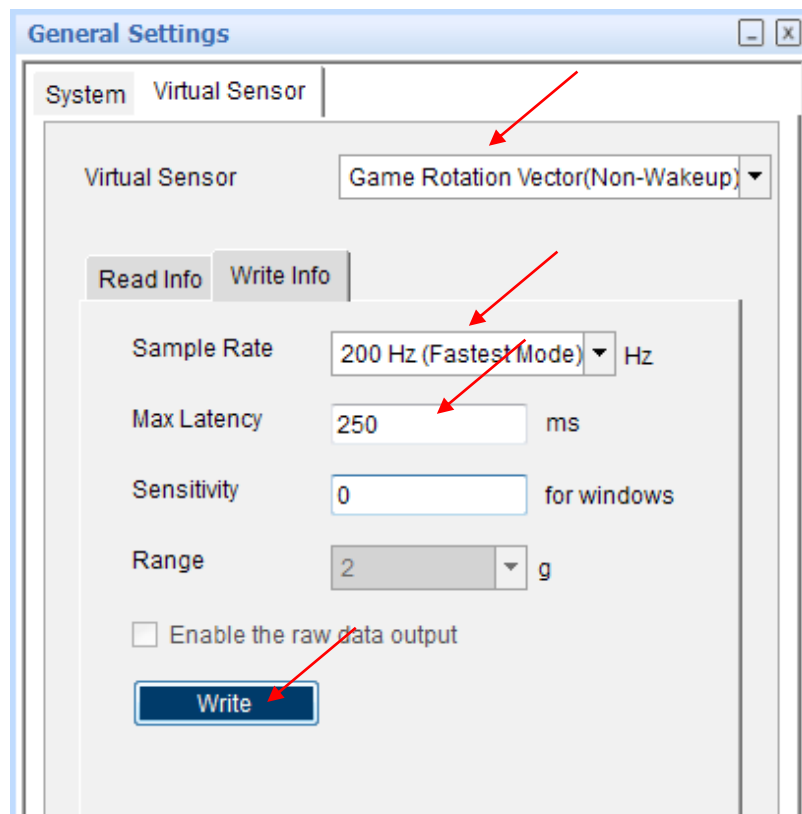 General Settings
System Virtual Sensor
Virtual Sensor Game Rotation Vector(Non-Wakeup)
Read Info Write Info
Sample Rate 200 Hz (Fastest Mode) Hz
Max Latency 250 ms
Sensitivity 0 for windows
Range 2 g
Enable the raw data output
Write